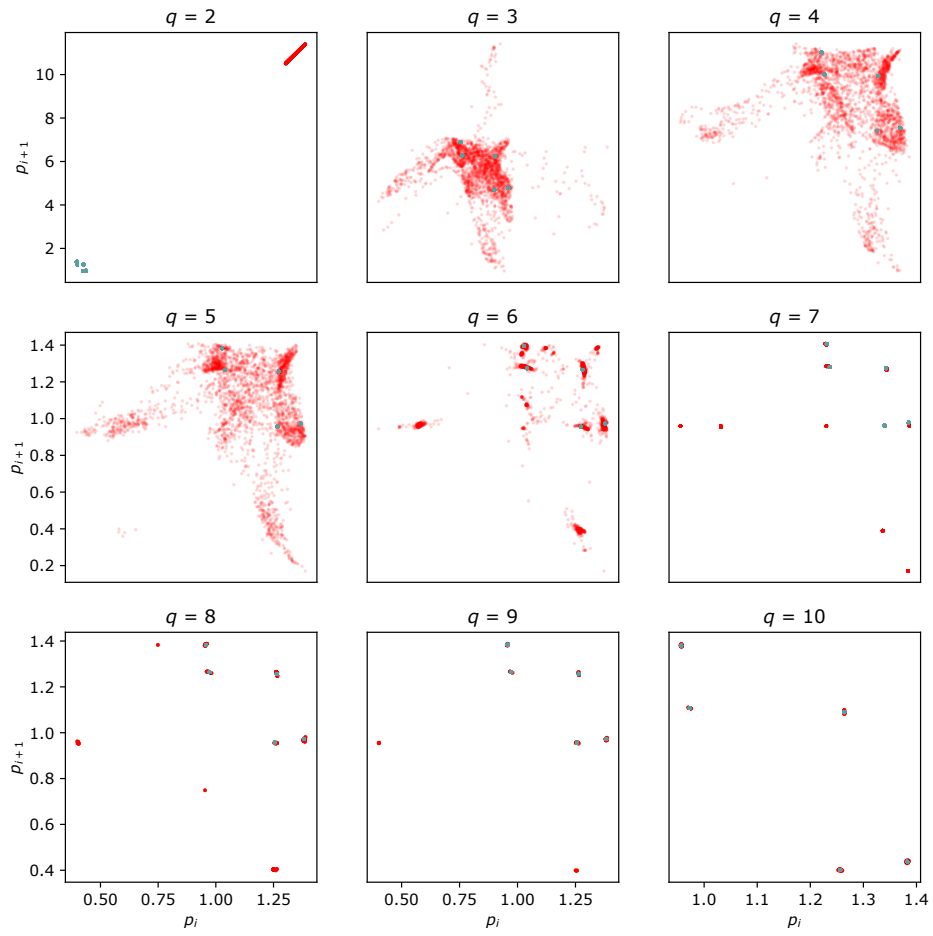 q = 2
q = 3
q = 4
10
8
6
4
2
p_{i+1}
q = 5
q = 6
q = 7
1.4
1.2
1.0
0.8
0.6
0.4
0.2
p_{i+1}
q = 8
q = 9
q = 10
1.4
1.2
1.0
0.8
0.6
0.4
p_{i+1}
0.50 0.75 1.00 1.25
0.50 0.75 1.00 1.25
1.0 1.1 1.2 1.3 1.4
p_i
p_i
p_i